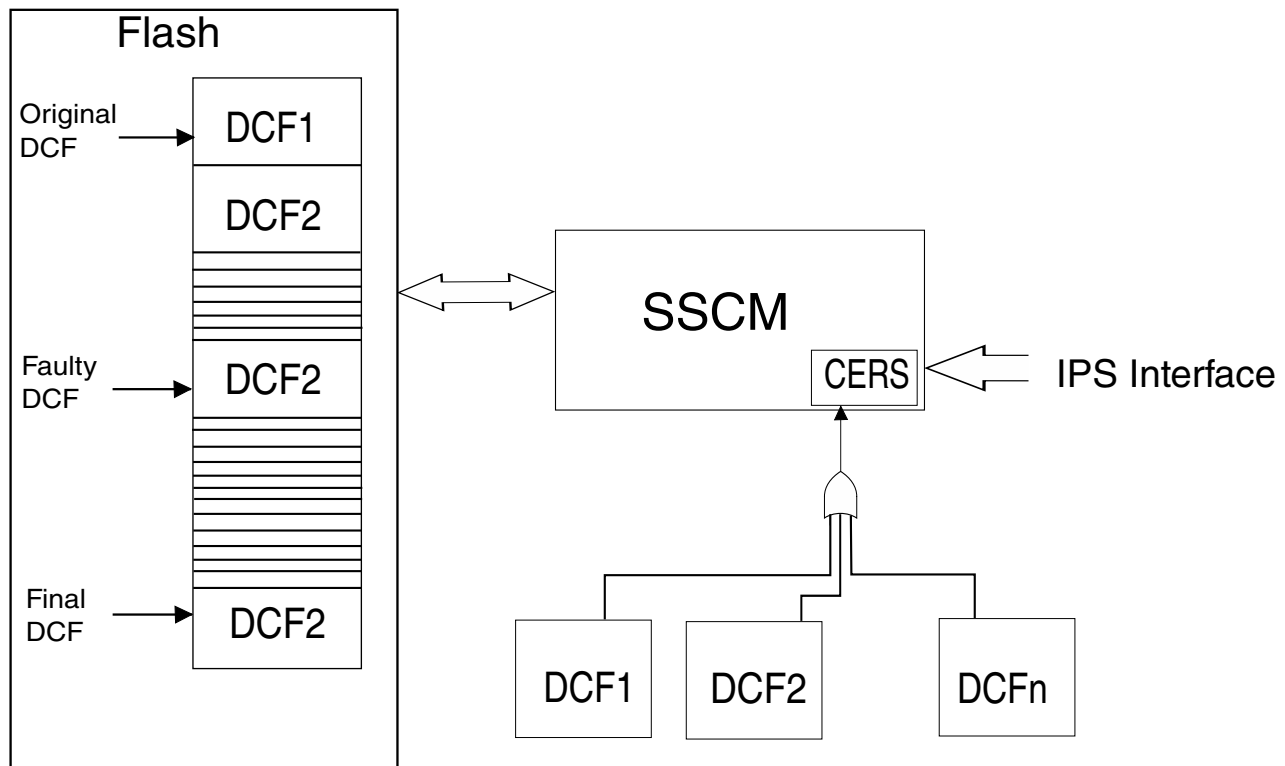 Flash
Original
DCF
DCF1
DCF2
Faulty
DCF
DCF2
Final
DCF
DCF2
SSCM
CERS
IPS Interface
DCF1
DCF2
DCFn